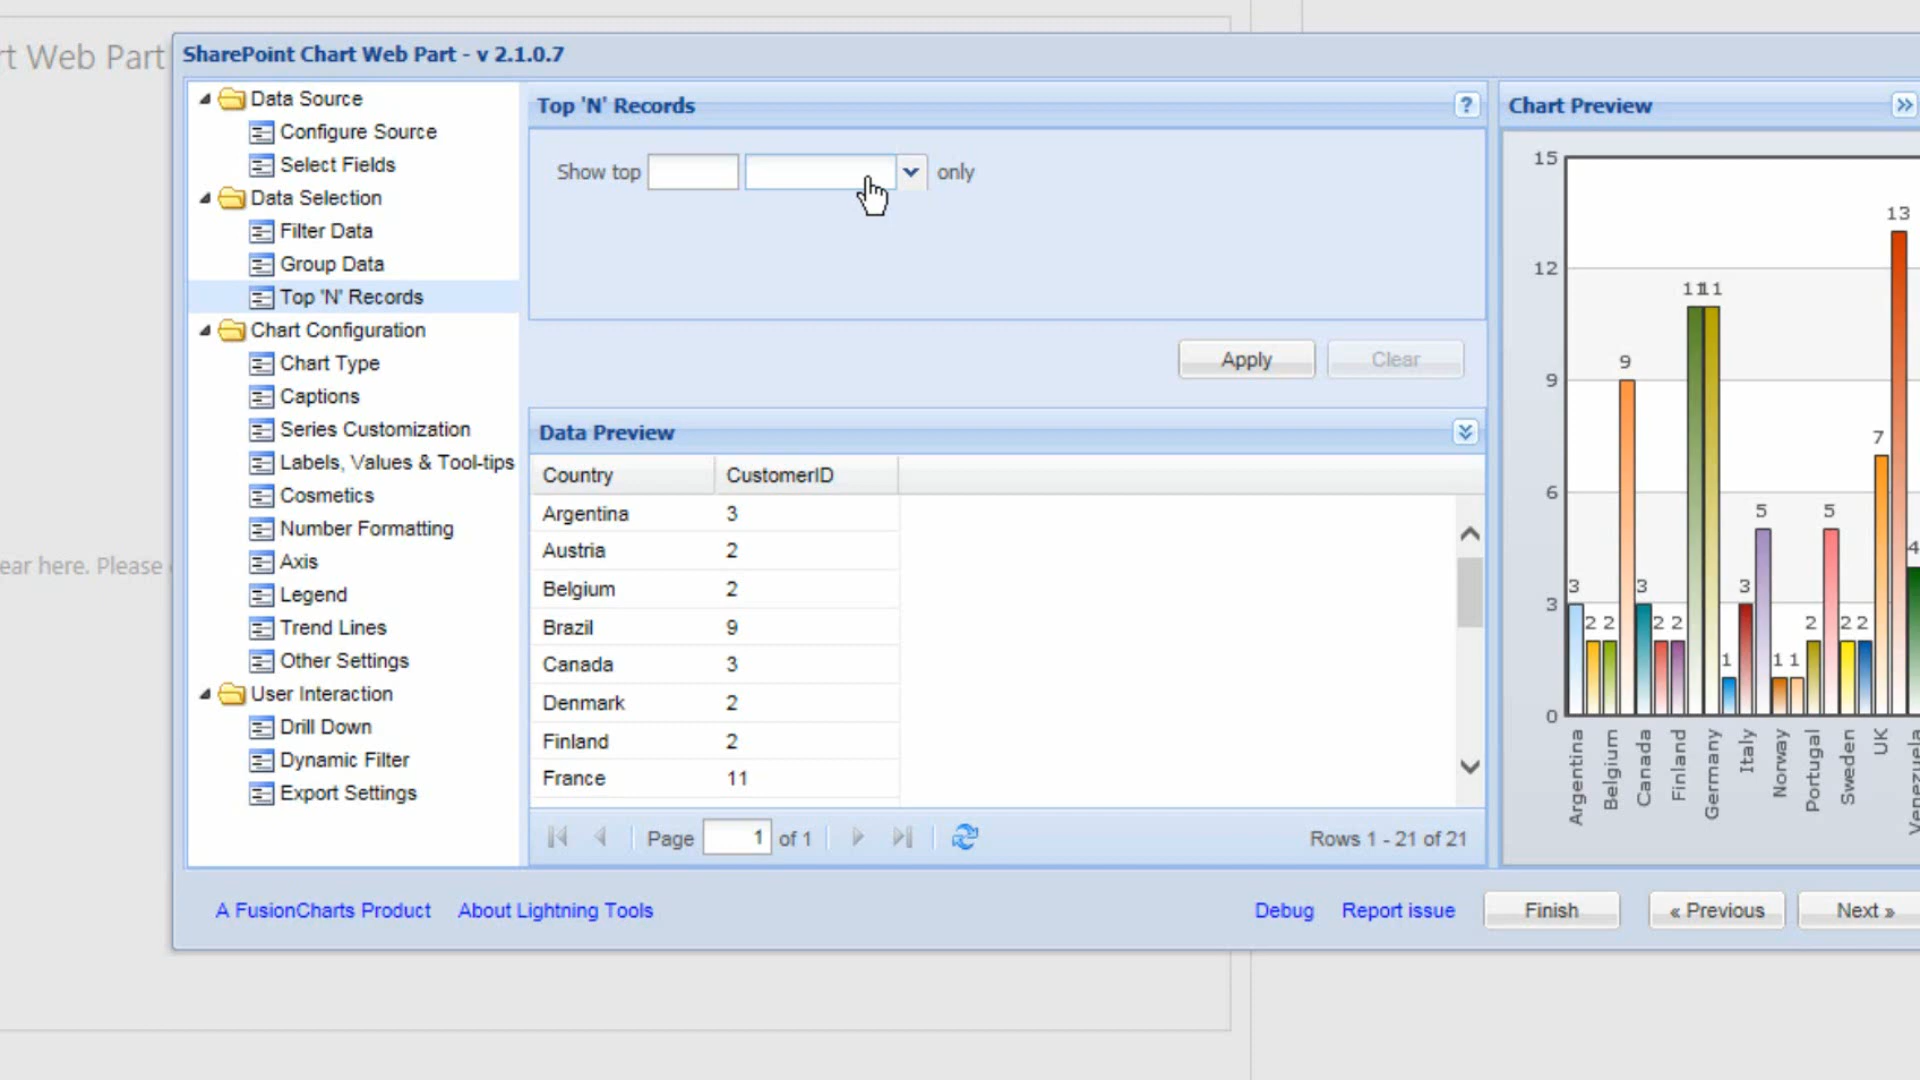 rt Web Part
SharePoint Chart Web Part - v 2.1.0.7
Data Source
Configure Source
Select Fields
Data Selection
Filter Data
Group Data
Top 'N' Records
Chart Configuration
Chart Type
Captions
Series Customization
Labels, Values & Tool-tips
Cosmetics
Number Formatting
Axis
Legend
Trend Lines
Other Settings
User Interaction
Drill Down
Dynamic Filter
Export Settings
Top 'N' Records ?
Show top only
Apply Clear
Data Preview
Country CustomerID
Argentina 3
Austria 2
Belgium 2
Brazil 9
Canada 3
Denmark 2
Finland 2
France 11
Page 1 of 1 Rows 1 - 21 of 21
Chart Preview
15
12
9
6
3
0
3 2 2 9 3 2 2 11 11 1 3 5 1 1 2 5 2 2 7 13 4
Argentina Belgium Canada Finland Germany Italy Norway Portugal Sweden UK Venezuela
ear here. Please
A FusionCharts Product About Lightning Tools Debug Report issue Finish « Previous Next »